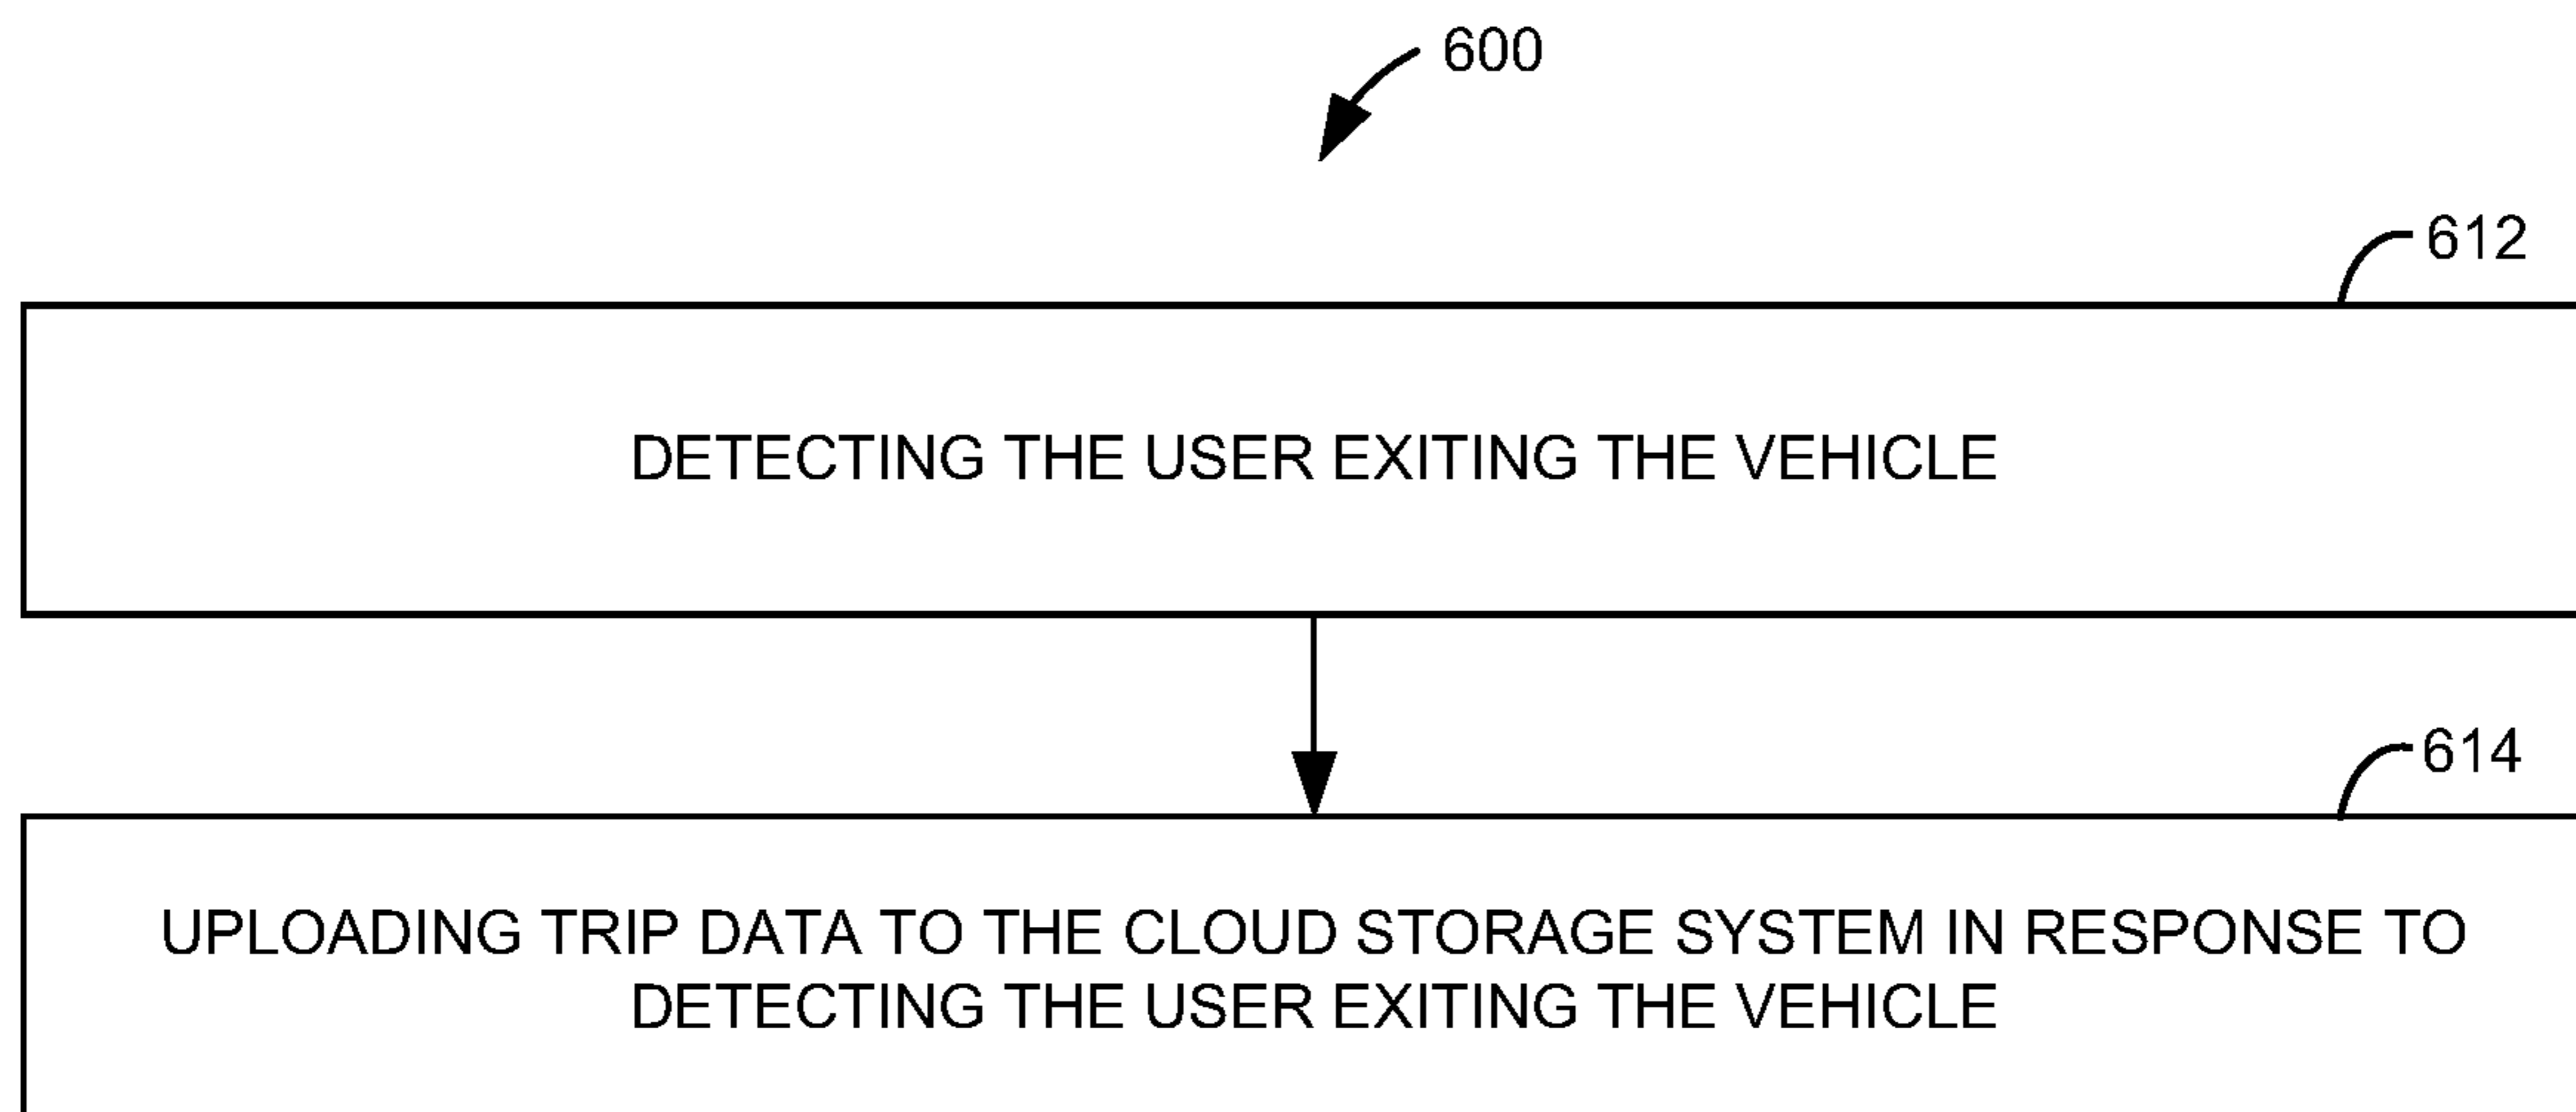 600
612
DETECTING THE USER EXITING THE VEHICLE
614
UPLOADING TRIP DATA TO THE CLOUD STORAGE SYSTEM IN RESPONSE TO
DETECTING THE USER EXITING THE VEHICLE